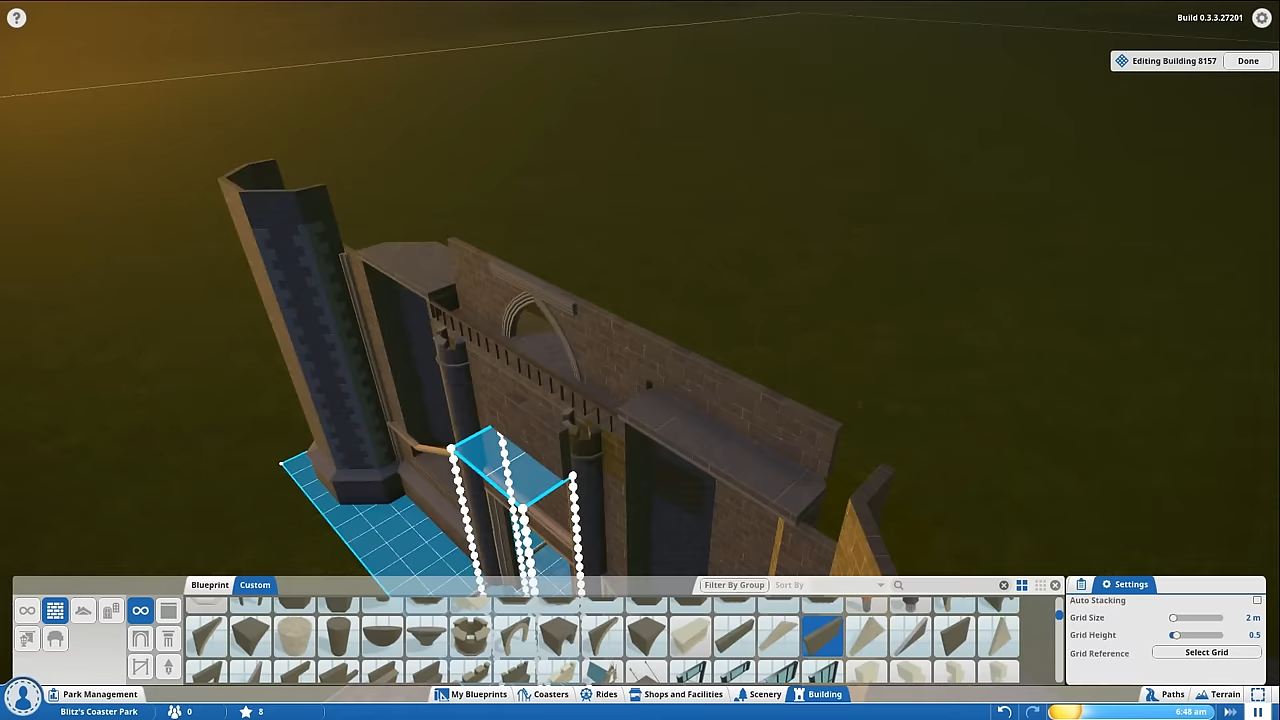 ?
Build 0.3.3.27201
Editing Building 8157
Done
Blueprint
Custom
Filter By Group
Sort By
Settings
Auto Stacking
Grid Size
2 m
Grid Height
0.5
Grid Reference
Select Grid
Park Management
My Blueprints
Coasters
Rides
Shops and Facilities
Scenery
Building
Paths
Terrain
Blitz's Coaster Park
0
8
6:48 am